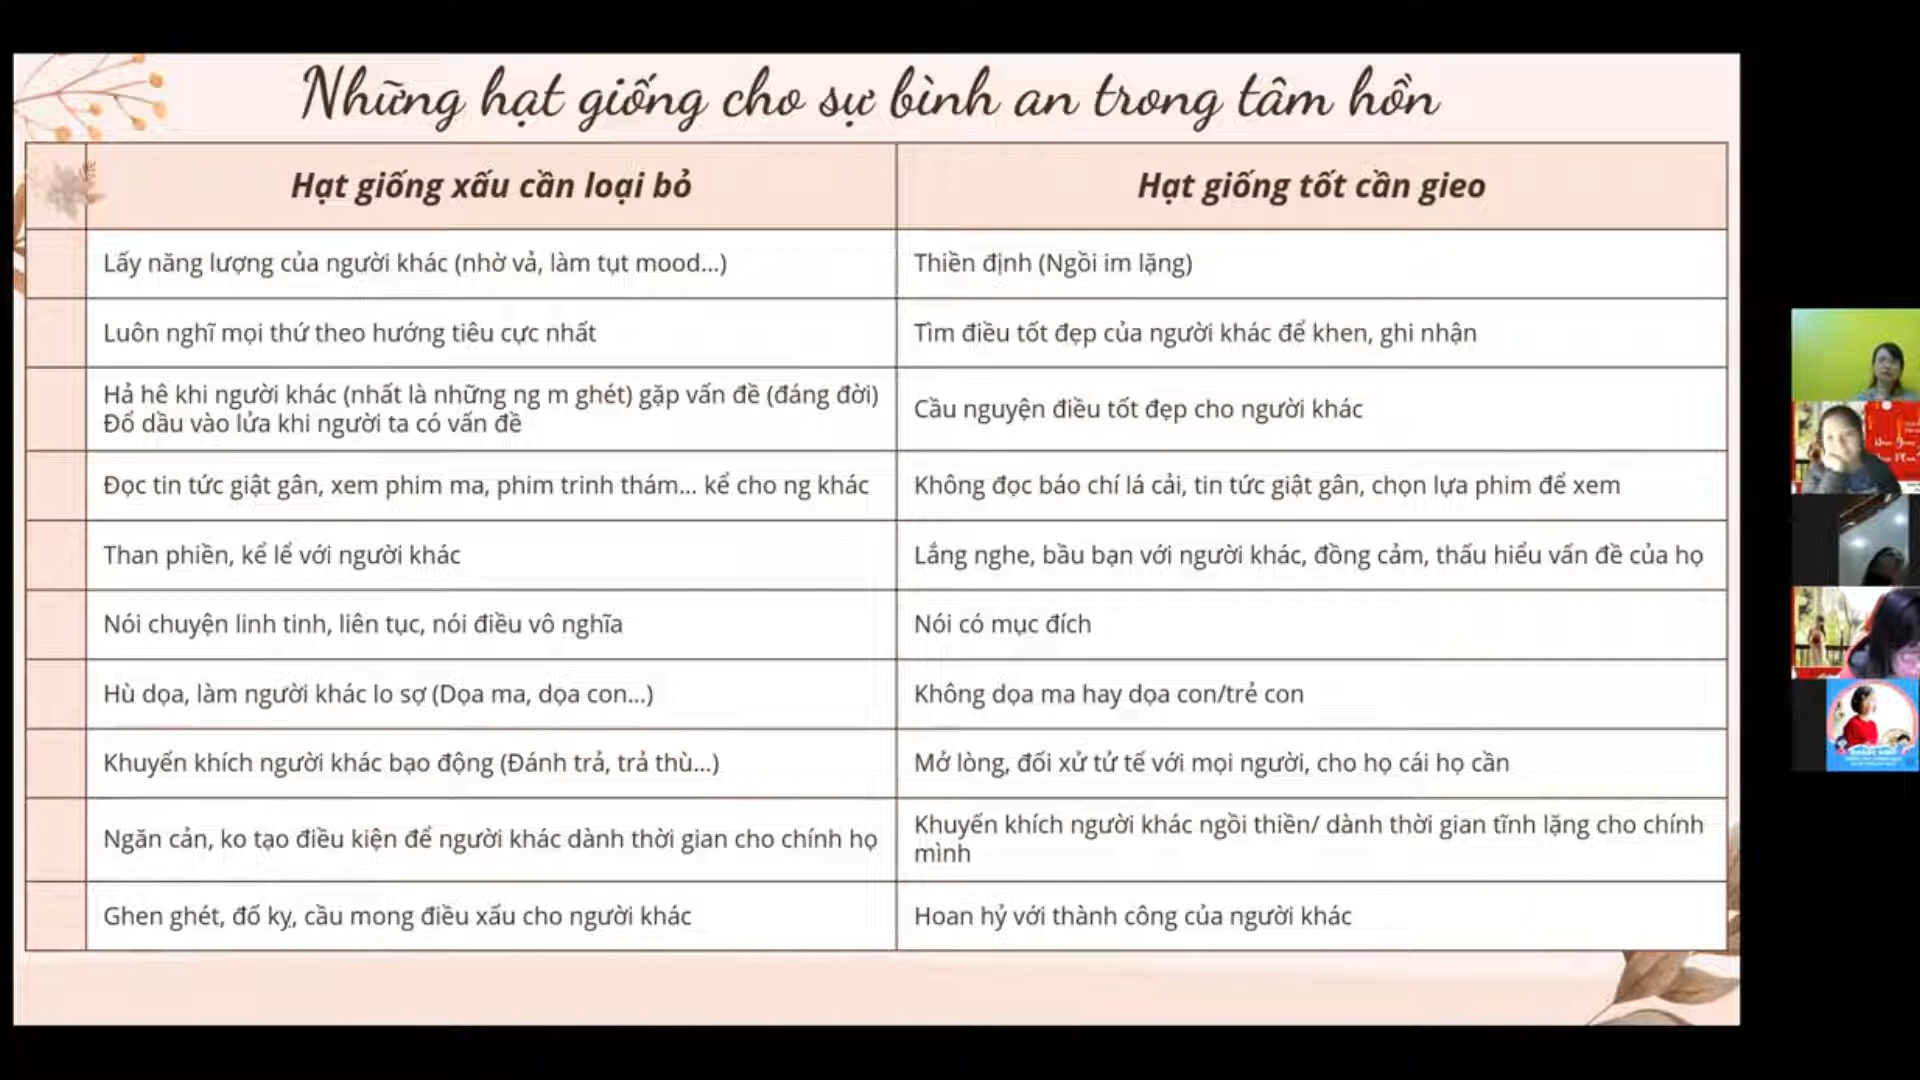 Những hạt giống cho sự bình an trong tâm hồn
Hạt giống xấu cần loại bỏ
Hạt giống tốt cần gieo
Lấy năng lượng của người khác (nhờ vả, làm tụt mood...)
Thiền định (Ngồi im lặng)
Luôn nghĩ mọi thứ theo hướng tiêu cực nhất
Tìm điều tốt đẹp của người khác để khen, ghi nhận
Hả hê khi người khác (nhất là những ng m ghét) gặp vấn đề (đáng đời)
Đổ dầu vào lửa khi người ta có vấn đề
Cầu nguyện điều tốt đẹp cho người khác
Đọc tin tức giật gân, xem phim ma, phim trinh thám... kể cho ng khác
Không đọc báo chí lá cải, tin tức giật gân, chọn lựa phim để xem
Than phiền, kể lể với người khác
Lắng nghe, bầu bạn với người khác, đồng cảm, thấu hiểu vấn đề của họ
Nói chuyện linh tinh, liên tục, nói điều vô nghĩa
Nói có mục đích
Hù dọa, làm người khác lo sợ (Dọa ma, dọa con...)
Không dọa ma hay dọa con/trẻ con
Khuyến khích người khác bạo động (Đánh trả, trả thù...)
Mở lòng, đối xử tử tế với mọi người, cho họ cái họ cần
Ngăn cản, ko tạo điều kiện để người khác dành thời gian cho chính họ
Khuyến khích người khác ngồi thiền/ dành thời gian tĩnh lặng cho chính
mình
Ghen ghét, đố kỵ, cầu mong điều xấu cho người khác
Hoan hỷ với thành công của người khác